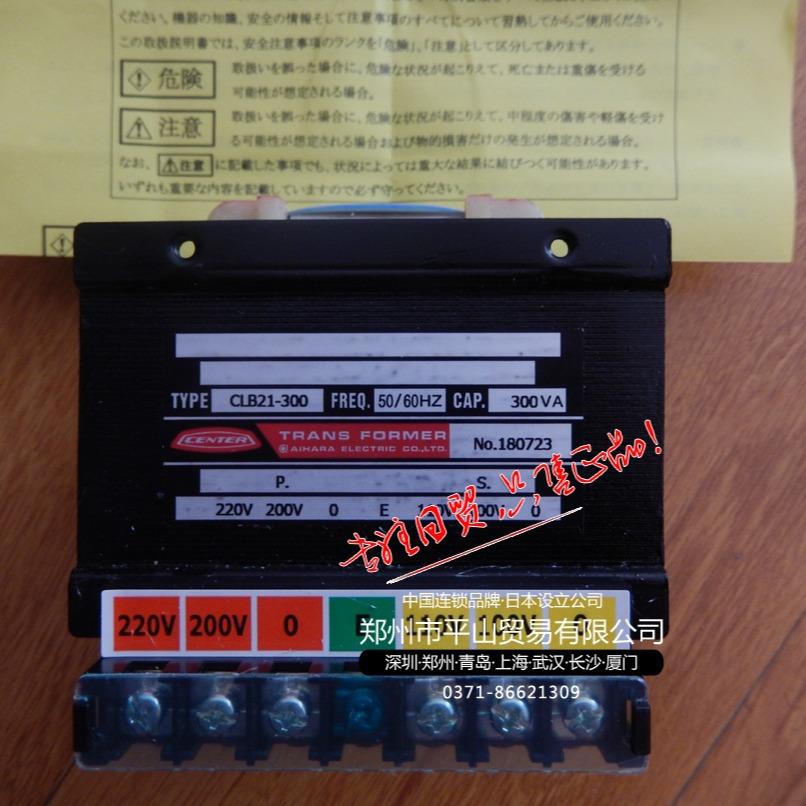 ください。機器の知識、安全の情報そして注意事項のすべてについて習熟してからご使用ください。
この取扱説明書では、安全注意事項のランクを「危険」、「注意」として区分してあります。
危険
取扱いを誤った場合に、危険な状況が起こりえて、死亡または重傷を受ける
可能性が想定される場合。
注意
取扱いを誤った場合に、危険な状況が起こりえて、中程度の傷害や軽傷を受け
る可能性が想定される場合および物的損害だけの発生が想定される場合。
なお、注意に記載した事項でも、状況によっては重大な結果に結びつく可能性があります。
いずれも重要な内容を記載していますので必ず守ってください。
TYPE CLB21-300 FREQ. 50/60HZ CAP. 300VA
CENTER TRANS FORMER No.180723
AIHARA ELECTRIC CO.,LTD.
P. S.
220V 200V 0 E 0
专注日贸,只售正品!
220V 200V 0
中国连锁品牌·日本设立公司
郑州市平山贸易有限公司
深圳·郑州·青岛·上海·武汉·长沙·厦门
0371-86621309